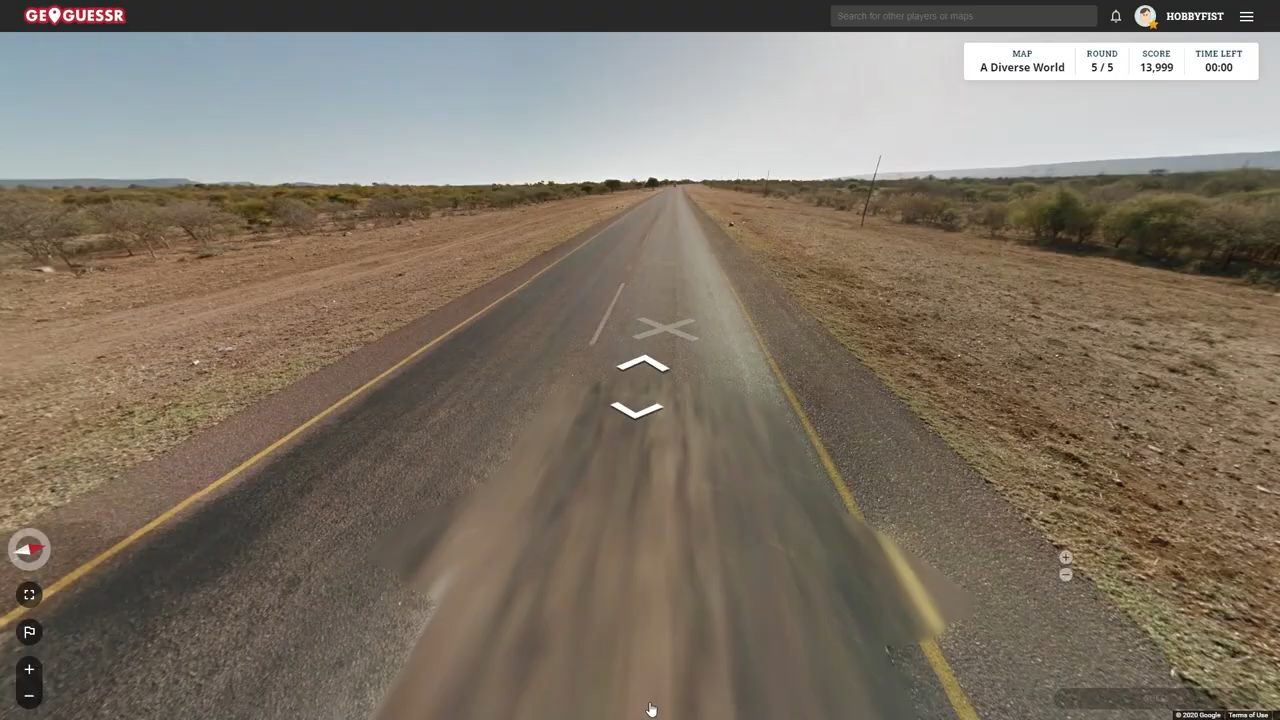 GEOGUESSR
Search for other players or maps
HOBBYFIST
MAP ROUND SCORE TIME LEFT
A Diverse World 5 / 5 13,999 00:00
© 2020 Google Terms of Use